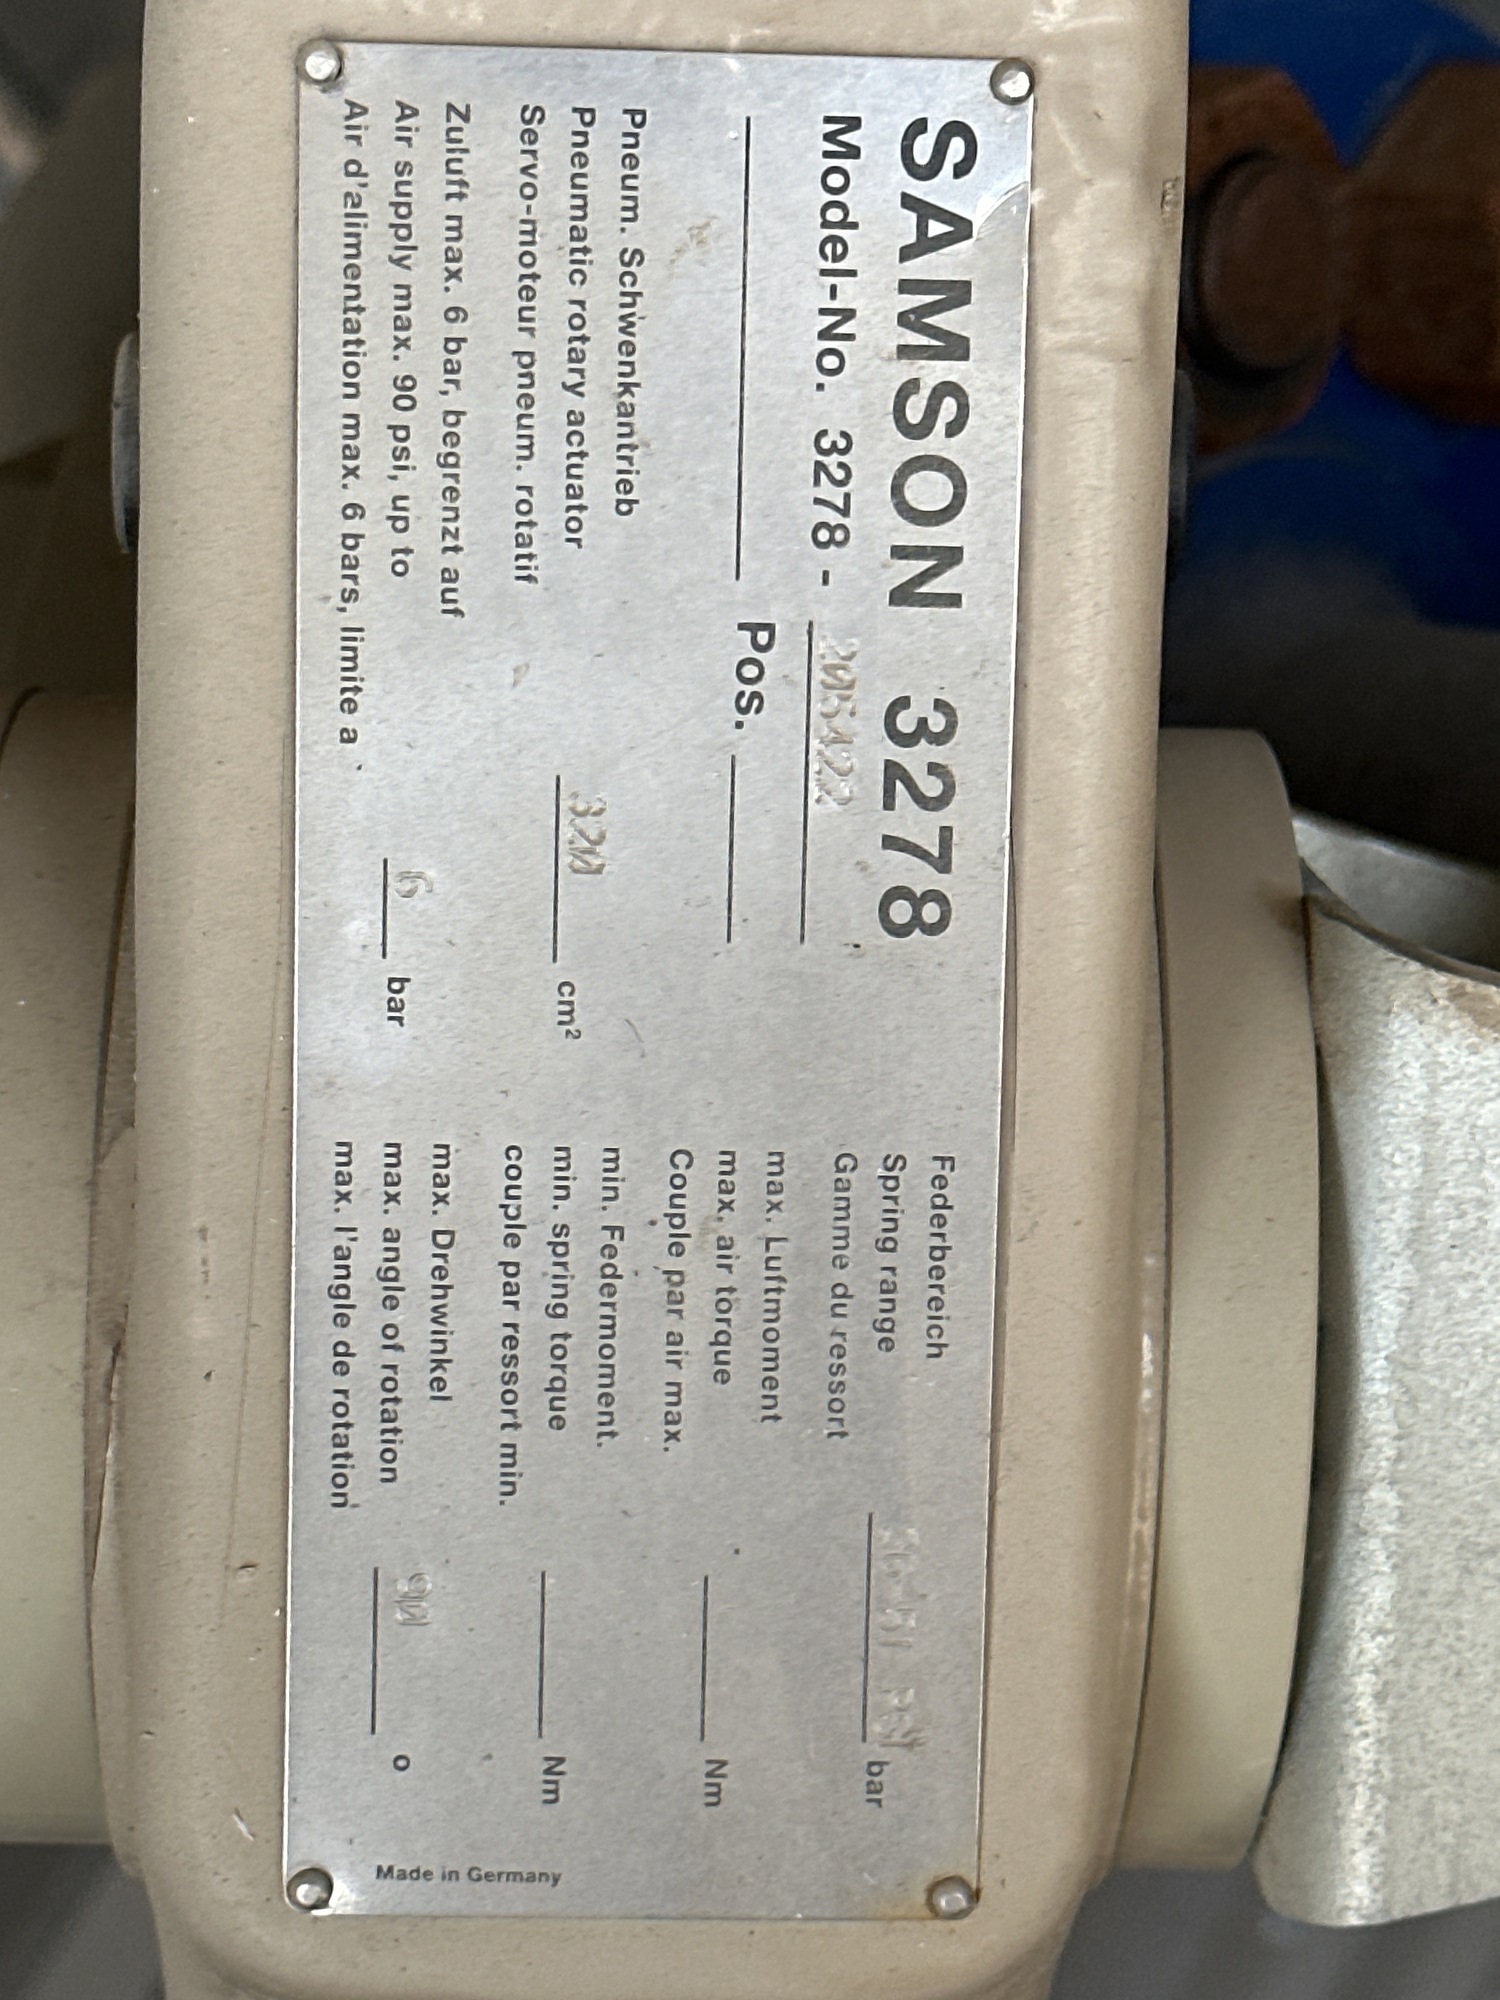 SAMSON 3278
Model-No. 3278 - 205422
Pos.
Pneum. Schwenkantrieb
Pneumatic rotary actuator 320 cm²
Servo-moteur pneum. rotatif
Zuluft max. 6 bar, begrenzt auf
Air supply max. 90 psi, up to 6 bar
Air d'alimentation max. 6 bars, limite a
Federbereich
Spring range bar
Gamme du ressort
max. Luftmoment
max. air torque Nm
Couple par air max.
min. Federmoment.
min. spring torque Nm
couple par ressort min.
max. Drehwinkel
max. angle of rotation 90 o
max. l'angle de rotation
Made in Germany